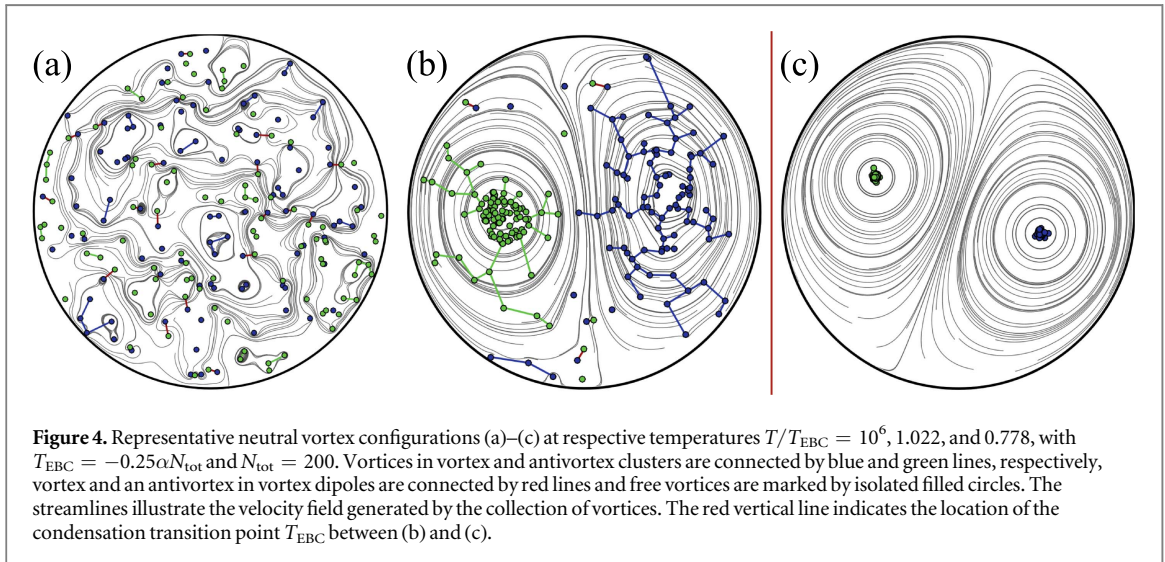 (a)
(b)
(c)
Figure 4. Representative neutral vortex configurations (a)–(c) at respective temperatures T/T_EBC = 10^6, 1.022, and 0.778, with
T_EBC = −0.25αN_tot and N_tot = 200. Vortices in vortex and antivortex clusters are connected by blue and green lines, respectively,
vortex and an antivortex in vortex dipoles are connected by red lines and free vortices are marked by isolated filled circles. The
streamlines illustrate the velocity field generated by the collection of vortices. The red vertical line indicates the location of the
condensation transition point T_EBC between (b) and (c).